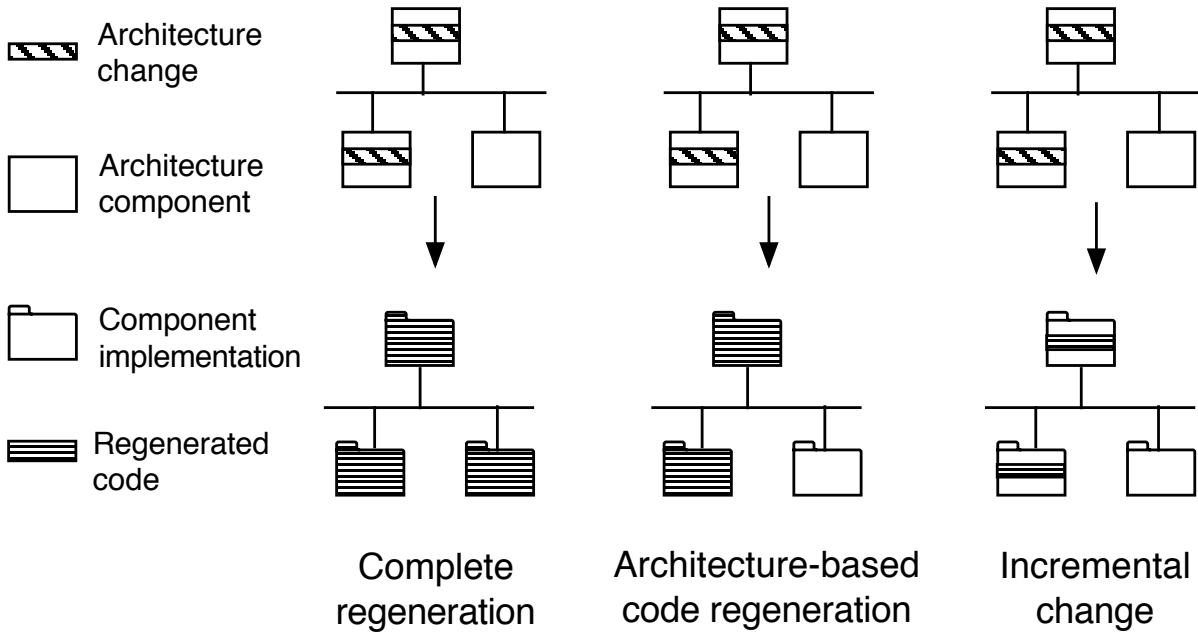 Architecture
change
Architecture
component
Component
implementation
Regenerated
code
Complete
regeneration
Architecture-based
code regeneration
Incremental
change